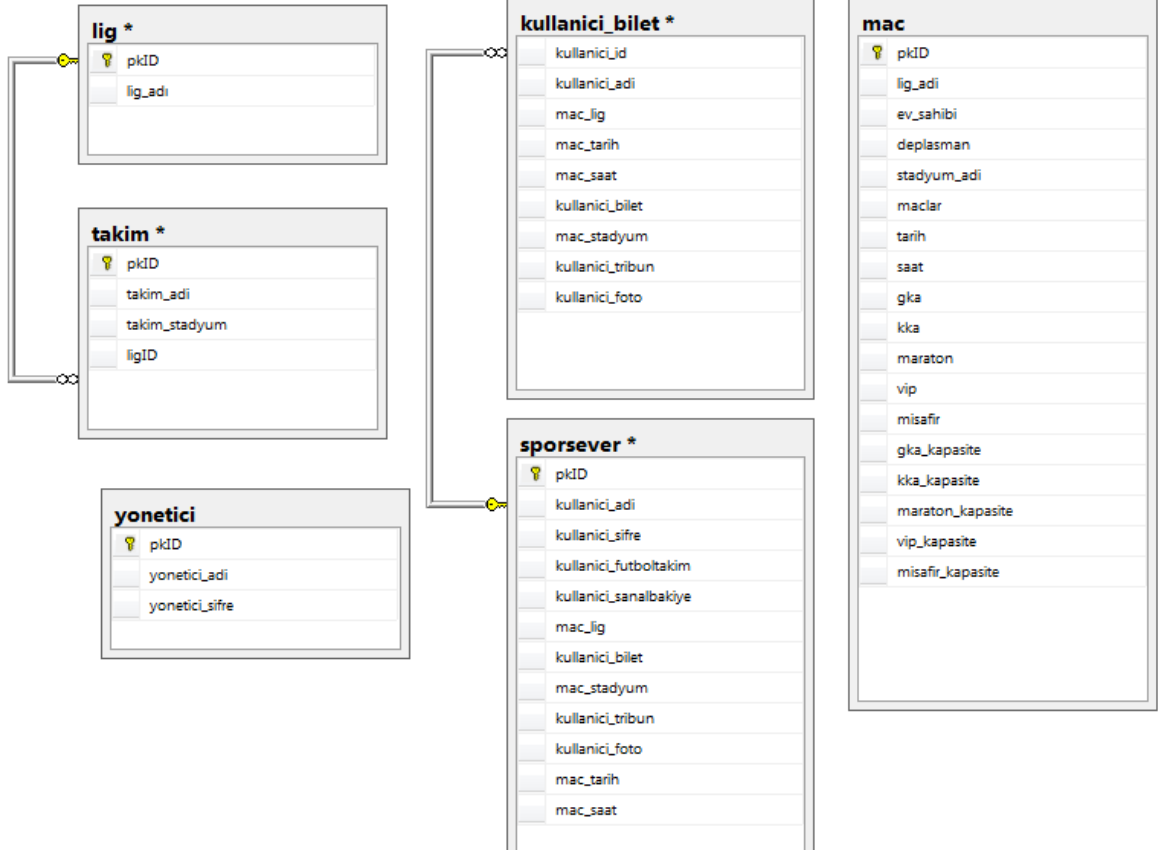 lig *
pkID
lig_adı
takim *
pkID
takim_adi
takim_stadyum
ligID
yonetici
pkID
yonetici_adi
yonetici_sifre
kullanici_bilet *
kullanici_id
kullanici_adi
mac_lig
mac_tarih
mac_saat
kullanici_bilet
mac_stadyum
kullanici_tribun
kullanici_foto
sporsever *
pkID
kullanici_adi
kullanici_sifre
kullanici_futboltakim
kullanici_sanalbakiye
mac_lig
kullanici_bilet
mac_stadyum
kullanici_tribun
kullanici_foto
mac_tarih
mac_saat
mac
pkID
lig_adi
ev_sahibi
deplasman
stadyum_adi
maclar
tarih
saat
gka
kka
maraton
vip
misafir
gka_kapasite
kka_kapasite
maraton_kapasite
vip_kapasite
misafir_kapasite